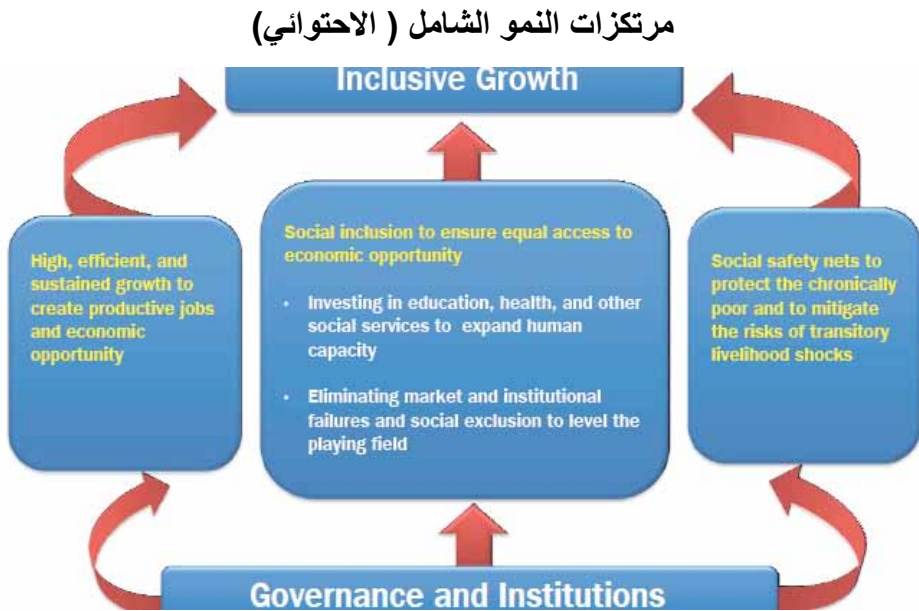 مرتكزات النمو الشامل ( الاحتوائي)
Inclusive Growth
High, efficient, and
sustained growth to
create productive jobs
and economic
opportunity
Social inclusion to ensure equal access to
economic opportunity
• Investing in education, health, and other
social services to expand human
capacity
• Eliminating market and institutional
failures and social exclusion to level the
playing field
Social safety nets to
protect the chronically
poor and to mitigate
the risks of transitory
livelihood shocks
Governance and Institutions